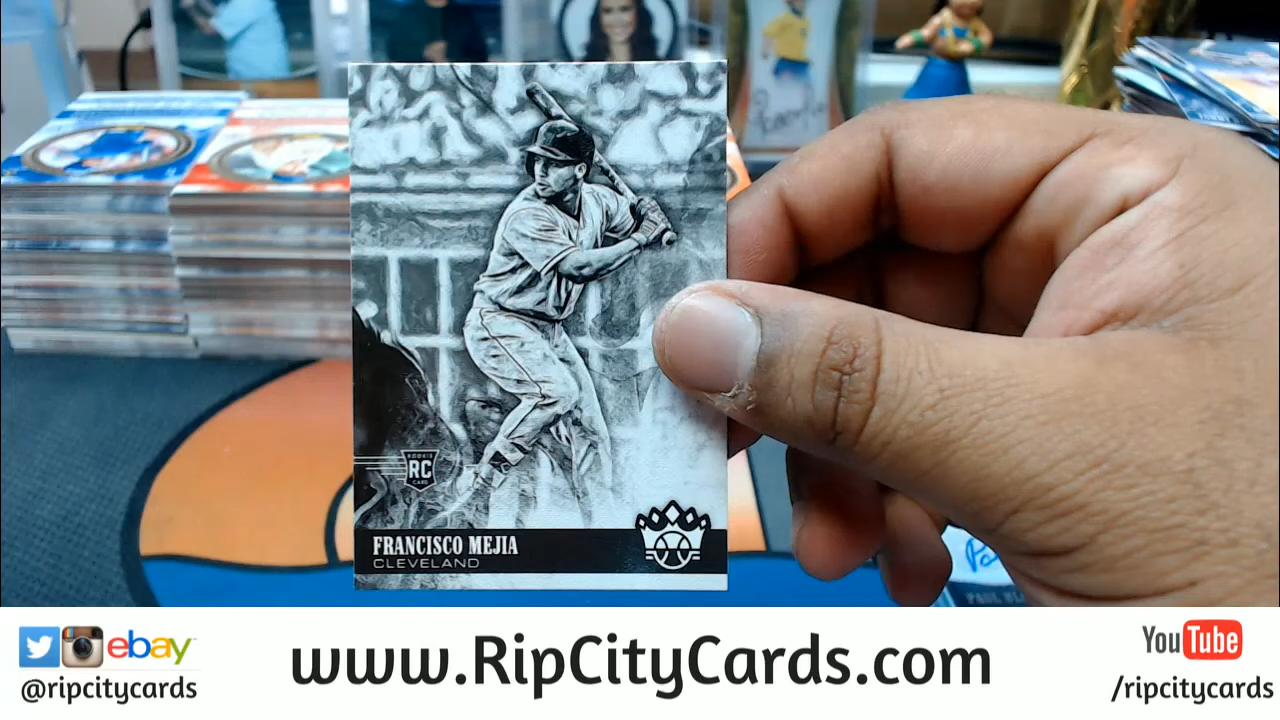 ROOKIE
RC
CARD
FRANCISCO MEJIA
CLEVELAND
ebay
@ripcitycards
www.RipCityCards.com
YouTube
/ripcitycards